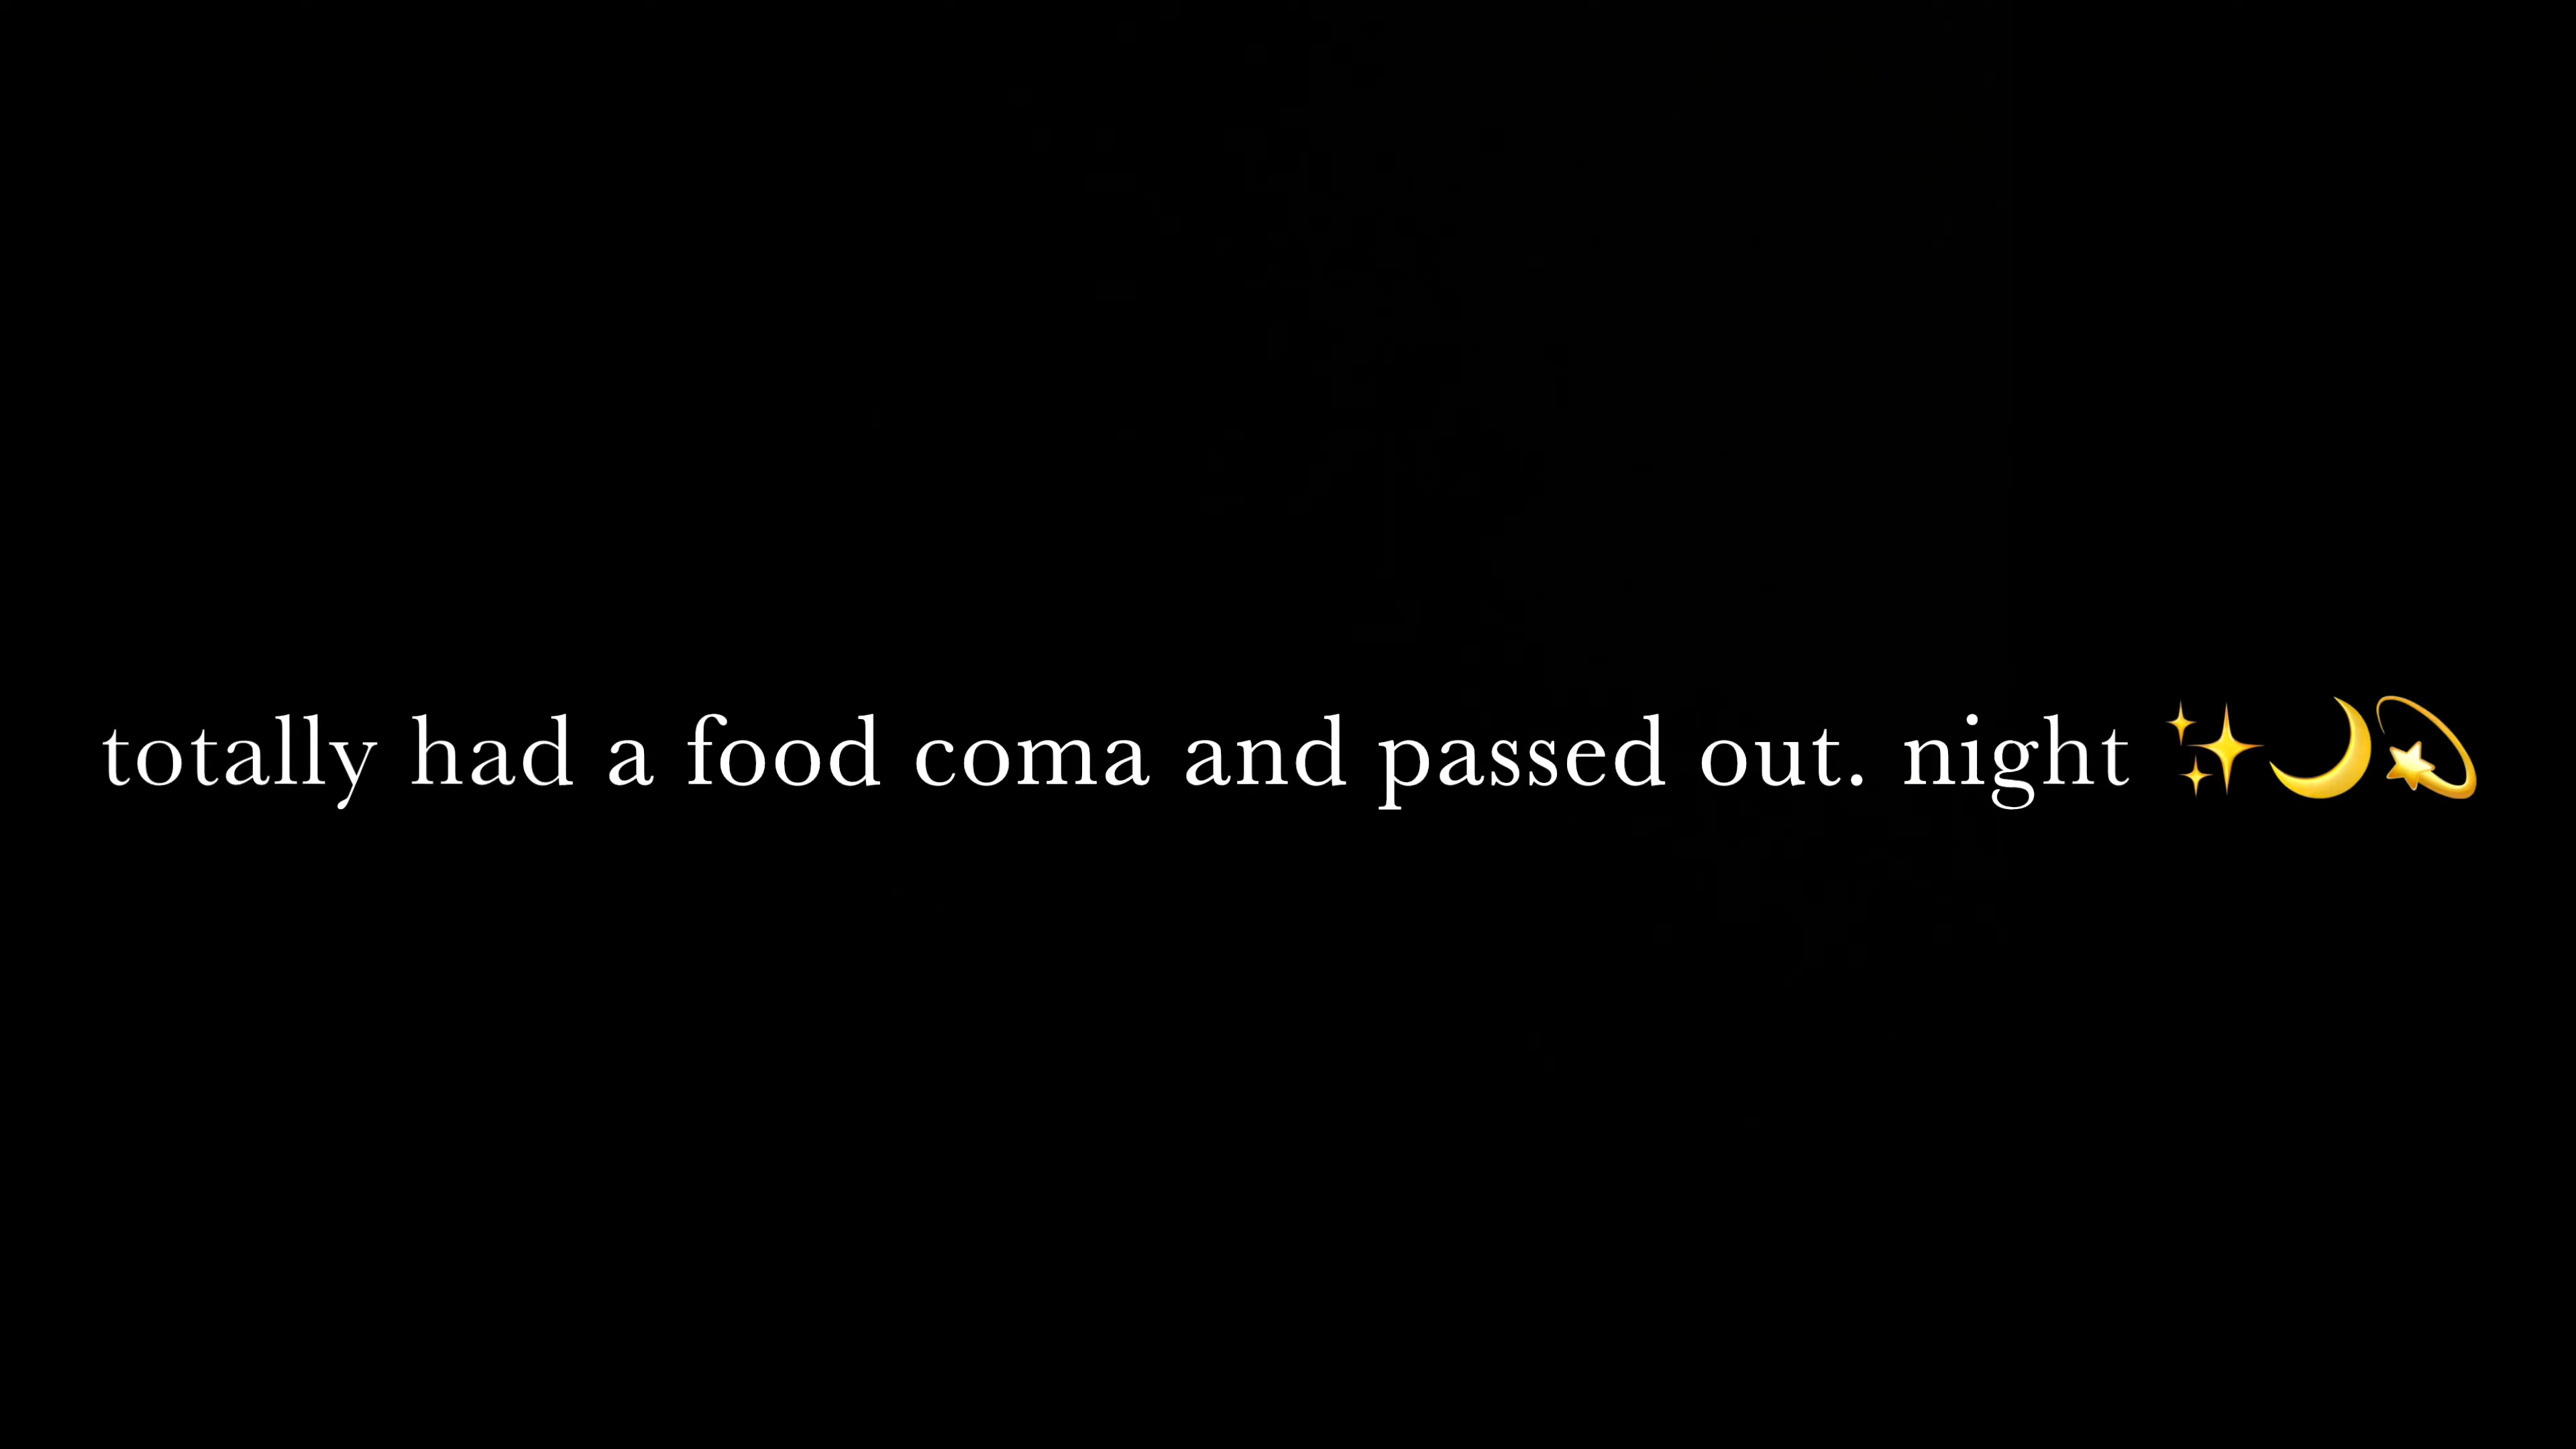 totally had a food coma and passed out. night ✨🌙💫